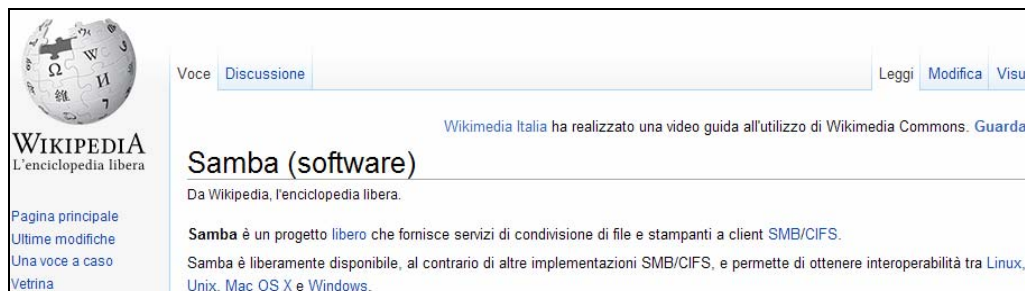 Voce Discussione Leggi Modifica Visu
Wikimedia Italia ha realizzato una video guida all'utilizzo di Wikimedia Commons. Guarda
WIKIPEDIA
L'enciclopedia libera
Samba (software)
Da Wikipedia, l'enciclopedia libera.
Pagina principale
Ultime modifiche
Una voce a caso
Vetrina
Samba è un progetto libero che fornisce servizi di condivisione di file e stampanti a client SMB/CIFS.
Samba è liberamente disponibile, al contrario di altre implementazioni SMB/CIFS, e permette di ottenere interoperabilità tra Linux,
Unix, Mac OS X e Windows.